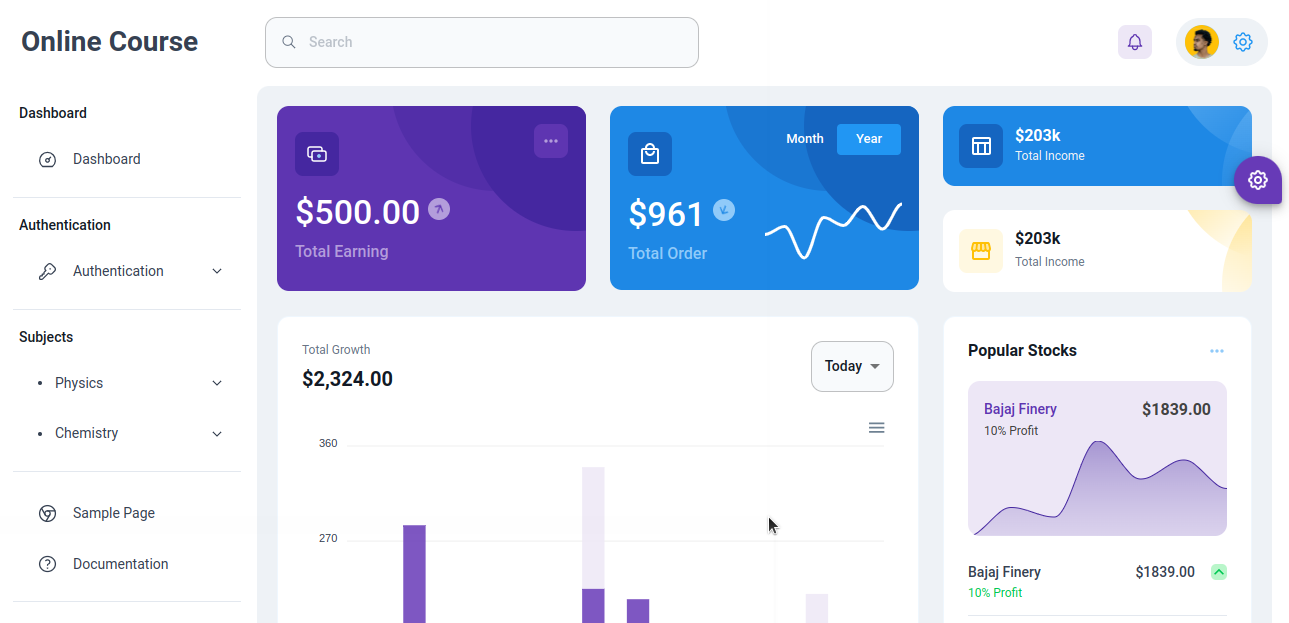 Online Course
Search
Dashboard
Dashboard
Authentication
Authentication
Subjects
Physics
Chemistry
Sample Page
Documentation
$500.00
Total Earning
Month Year
$961
Total Order
$203k
Total Income
$203k
Total Income
Total Growth
$2,324.00
Today
360
270
Popular Stocks
Bajaj Finery $1839.00
10% Profit
Bajaj Finery $1839.00
10% Profit